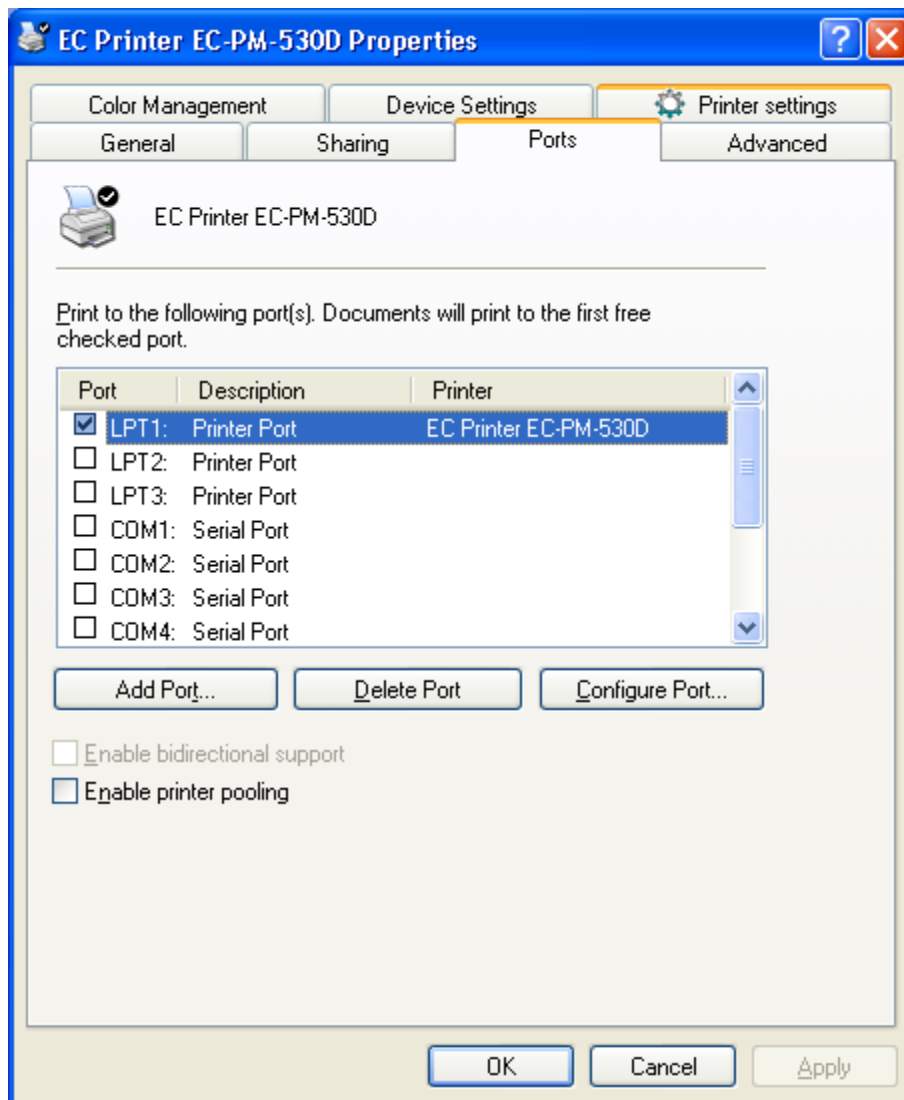 EC Printer EC-PM-530D Properties
Color Management Device Settings Printer settings
General Sharing Ports Advanced
EC Printer EC-PM-530D
Print to the following port(s). Documents will print to the first free
checked port.
Port Description Printer
LPT1: Printer Port EC Printer EC-PM-530D
LPT2: Printer Port
LPT3: Printer Port
COM1: Serial Port
COM2: Serial Port
COM3: Serial Port
COM4: Serial Port
Add Port... Delete Port Configure Port...
Enable bidirectional support
Enable printer pooling
OK Cancel Apply